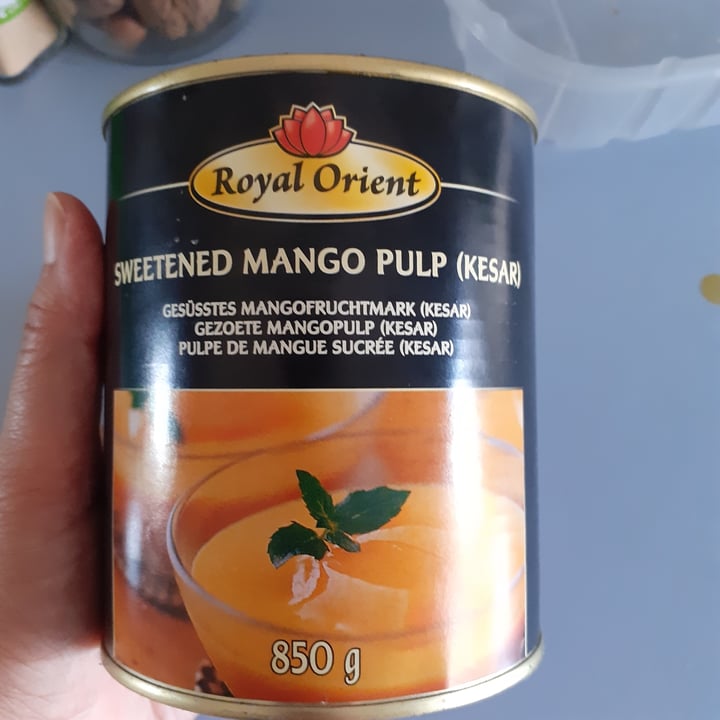 Royal Orient
SWEETENED MANGO PULP (KESAR)
GESÜSSTES MANGOFRUCHTMARK (KESAR)
GEZOETE MANGOPULP (KESAR)
PULPE DE MANGUE SUCRÉE (KESAR)
850 g